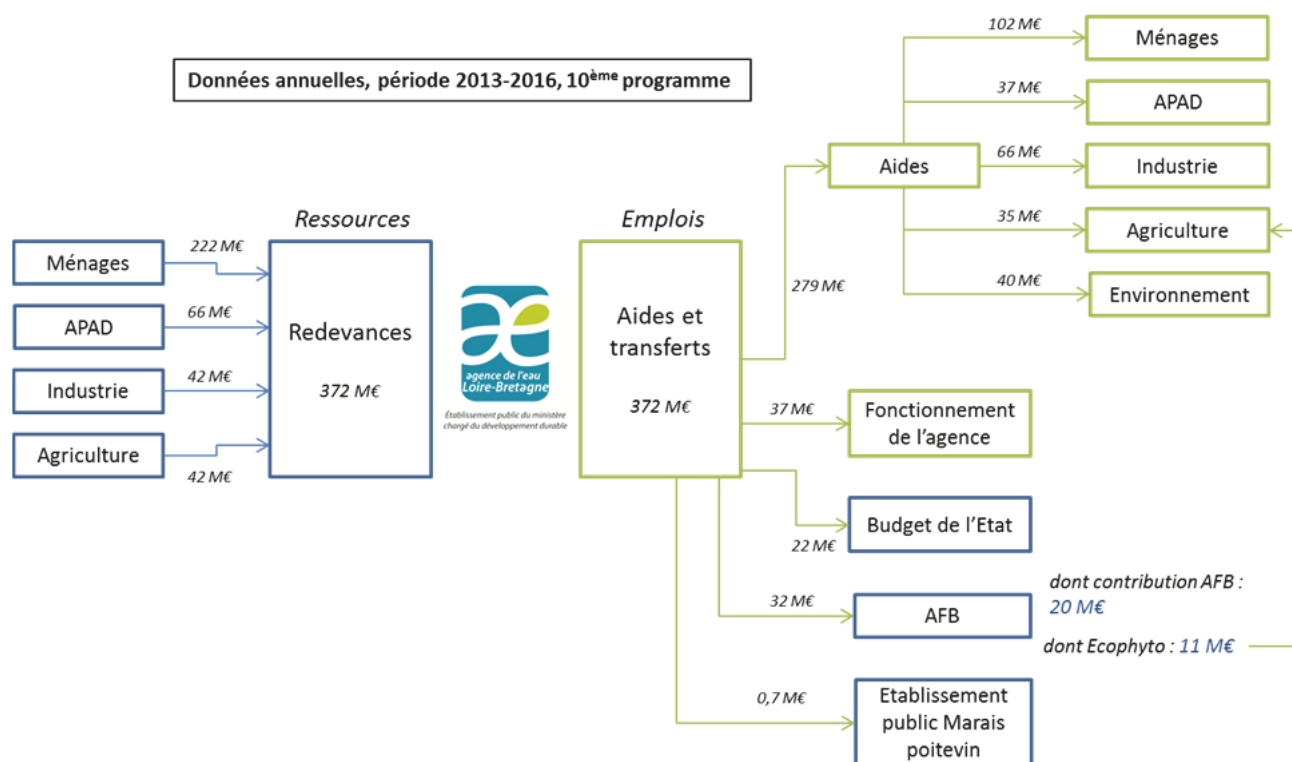 Données annuelles, période 2013-2016, 10ème programme
Ressources
Ménages
222 M€
APAD
66 M€
Industrie
42 M€
Agriculture
42 M€
Redevances
372 M€
æ
agence de l'eau
Loire-Bretagne
Établissement public du ministère
chargé du développement durable
Emplois
Aides et
transferts
372 M€
279 M€
Aides
102 M€
Ménages
37 M€
APAD
66 M€
Industrie
35 M€
Agriculture
40 M€
Environnement
37 M€
Fonctionnement
de l'agence
22 M€
Budget de l'Etat
32 M€
AFB
dont contribution AFB :
20 M€
dont Ecophyto : 11 M€
0,7 M€
Etablissement
public Marais
poitevin